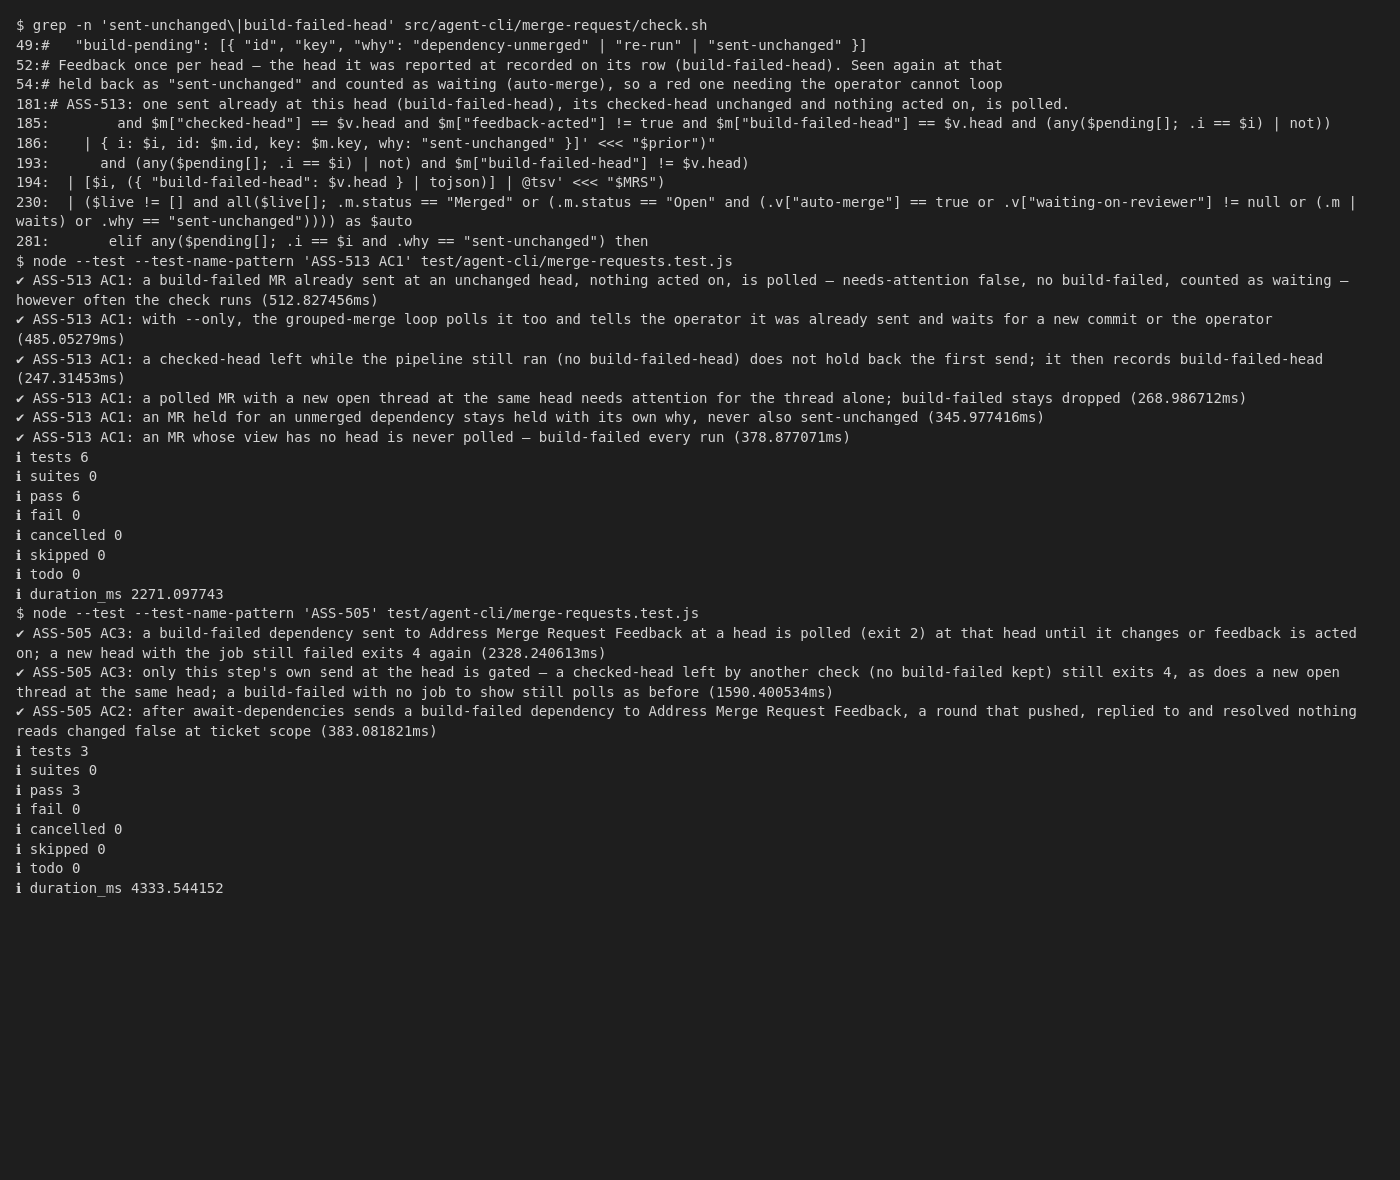 $ grep -n 'sent-unchanged\|build-failed-head' src/agent-cli/merge-request/check.sh
49:#   "build-pending": [{ "id", "key", "why": "dependency-unmerged" | "re-run" | "sent-unchanged" }]
52:# Feedback once per head — the head it was reported at recorded on its row (build-failed-head). Seen again at that
54:# held back as "sent-unchanged" and counted as waiting (auto-merge), so a red one needing the operator cannot loop
181:# ASS-513: one sent already at this head (build-failed-head), its checked-head unchanged and nothing acted on, is polled.
185:        and $m["checked-head"] == $v.head and $m["feedback-acted"] != true and $m["build-failed-head"] == $v.head and (any($pending[]; .i == $i) | not))
186:    | { i: $i, id: $m.id, key: $m.key, why: "sent-unchanged" }]' <<< "$prior")"
193:      and (any($pending[]; .i == $i) | not) and $m["build-failed-head"] != $v.head)
194:  | [$i, ({ "build-failed-head": $v.head } | tojson)] | @tsv' <<< "$MRS")
230:  | ($live != [] and all($live[]; .m.status == "Merged" or (.m.status == "Open" and (.v["auto-merge"] == true or .v["waiting-on-reviewer"] != null or (.m |
waits) or .why == "sent-unchanged")))) as $auto
281:       elif any($pending[]; .i == $i and .why == "sent-unchanged") then
$ node --test --test-name-pattern 'ASS-513 AC1' test/agent-cli/merge-requests.test.js
✔ ASS-513 AC1: a build-failed MR already sent at an unchanged head, nothing acted on, is polled — needs-attention false, no build-failed, counted as waiting —
however often the check runs (512.827456ms)
✔ ASS-513 AC1: with --only, the grouped-merge loop polls it too and tells the operator it was already sent and waits for a new commit or the operator
(485.05279ms)
✔ ASS-513 AC1: a checked-head left while the pipeline still ran (no build-failed-head) does not hold back the first send; it then records build-failed-head
(247.31453ms)
✔ ASS-513 AC1: a polled MR with a new open thread at the same head needs attention for the thread alone; build-failed stays dropped (268.986712ms)
✔ ASS-513 AC1: an MR held for an unmerged dependency stays held with its own why, never also sent-unchanged (345.977416ms)
✔ ASS-513 AC1: an MR whose view has no head is never polled — build-failed every run (378.877071ms)
ℹ tests 6
ℹ suites 0
ℹ pass 6
ℹ fail 0
ℹ cancelled 0
ℹ skipped 0
ℹ todo 0
ℹ duration_ms 2271.097743
$ node --test --test-name-pattern 'ASS-505' test/agent-cli/merge-requests.test.js
✔ ASS-505 AC3: a build-failed dependency sent to Address Merge Request Feedback at a head is polled (exit 2) at that head until it changes or feedback is acted
on; a new head with the job still failed exits 4 again (2328.240613ms)
✔ ASS-505 AC3: only this step's own send at the head is gated — a checked-head left by another check (no build-failed kept) still exits 4, as does a new open
thread at the same head; a build-failed with no job to show still polls as before (1590.400534ms)
✔ ASS-505 AC2: after await-dependencies sends a build-failed dependency to Address Merge Request Feedback, a round that pushed, replied to and resolved nothing
reads changed false at ticket scope (383.081821ms)
ℹ tests 3
ℹ suites 0
ℹ pass 3
ℹ fail 0
ℹ cancelled 0
ℹ skipped 0
ℹ todo 0
ℹ duration_ms 4333.544152